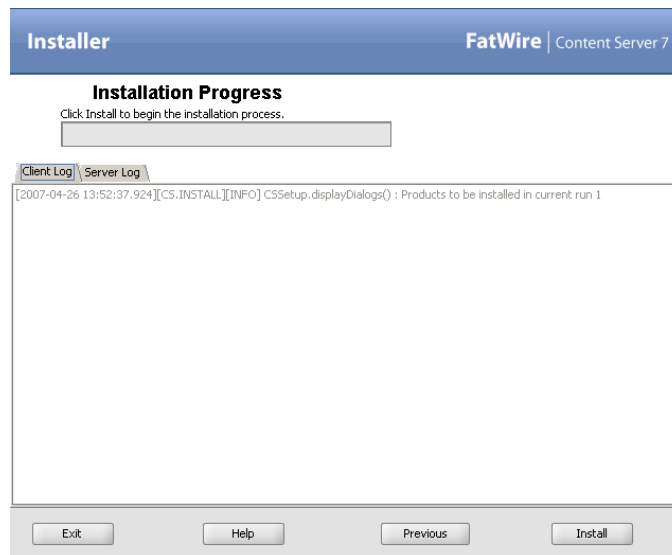 Installer
FatWire | Content Server 7
Installation Progress
Click Install to begin the installation process.
Client Log Server Log
[2007-04-26 13:52:37.924][CS.INSTALL][INFO] CSSetup.displayDialogs() : Products to be installed in current run 1
Exit Help Previous Install